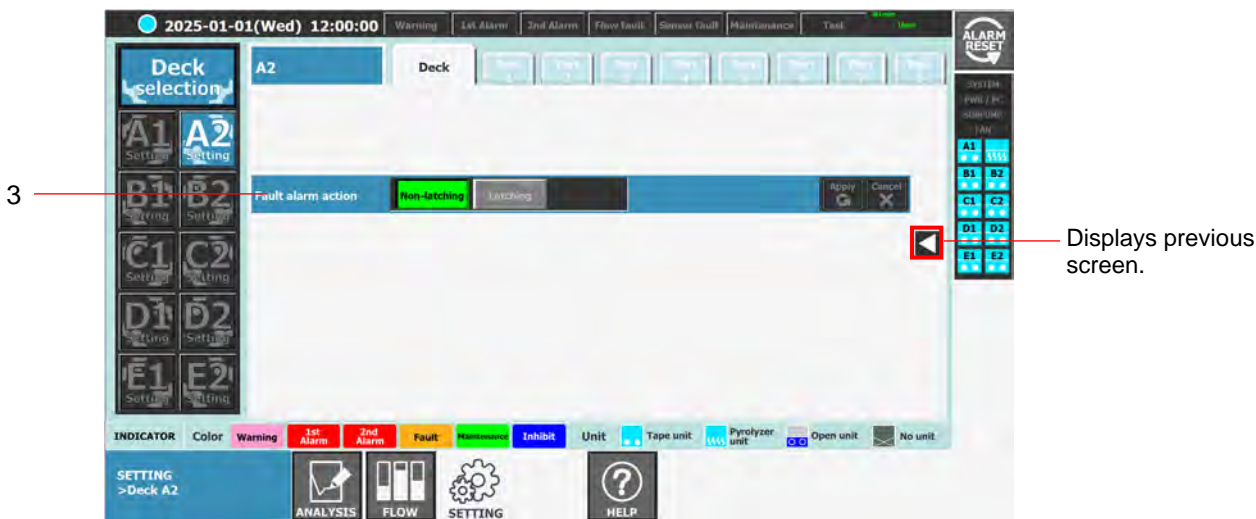 2025-01-01(Wed) 12:00:00
Warning
1st Alarm
2nd Alarm
Flow fault
Sensor fault
Maintenance
Task
ALARM
RESET
Deck
selection
A2
Deck
SYSTEM
A1
Setting
A2
Setting
FAN
A1
B1 B2
C1 C2
D1 D2
E1 E2
B1
Setting
B2
Setting
3
Fault alarm action
Non-latching
Latching
Apply
Cancel
Displays previous
screen.
C1
Setting
C2
Setting
D1
Setting
D2
Setting
E1
Setting
E2
Setting
INDICATOR Color Warning 1st Alarm 2nd Alarm Fault Maintenance Inhibit Unit Tape unit Pyrolyzer unit Open unit No unit
SETTING
>Deck A2
ANALYSIS
FLOW
SETTING
HELP